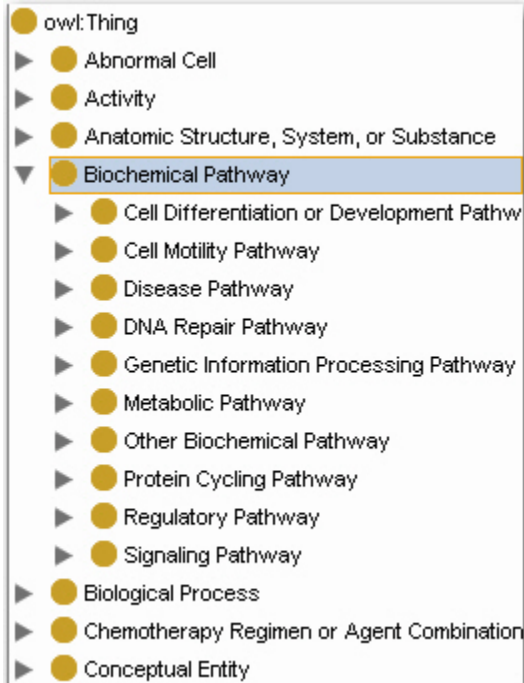 owl:Thing
Abnormal Cell
Activity
Anatomic Structure, System, or Substance
Biochemical Pathway
Cell Differentiation or Development Pathw
Cell Motility Pathway
Disease Pathway
DNA Repair Pathway
Genetic Information Processing Pathway
Metabolic Pathway
Other Biochemical Pathway
Protein Cycling Pathway
Regulatory Pathway
Signaling Pathway
Biological Process
Chemotherapy Regimen or Agent Combination
Conceptual Entity